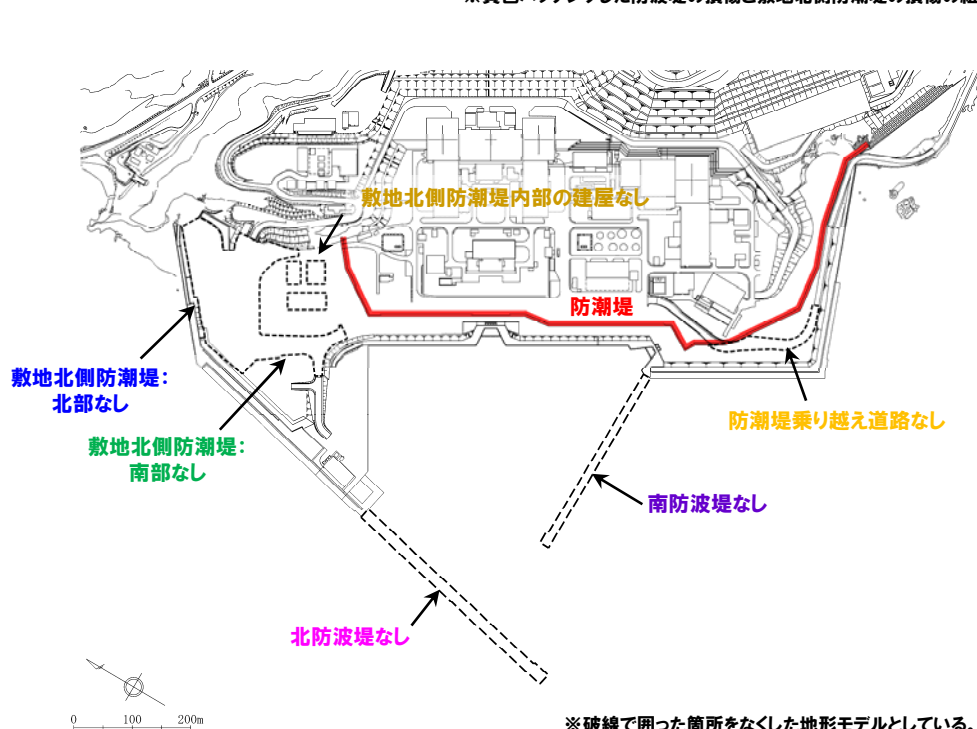 敷地北側防潮堤内部の建屋なし
防潮堤
敷地北側防潮堤：
北部なし
防潮堤乗り越え道路なし
敷地北側防潮堤：
南部なし
南防波堤なし
北防波堤なし
0 100 200m
※破線で囲った箇所をなくした地形モデルとしている。